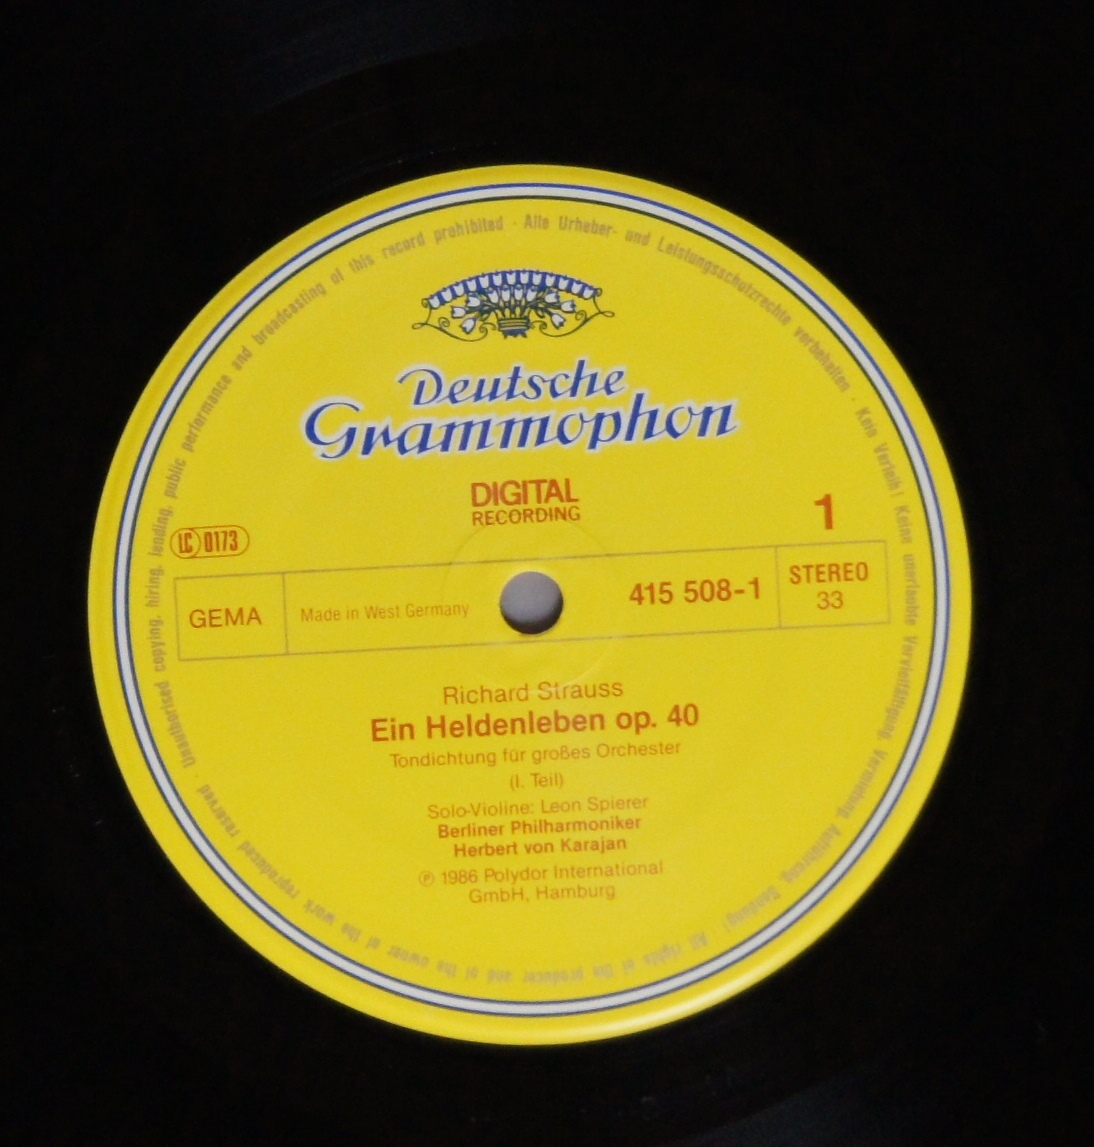 Deutsche
Grammophon
DIGITAL
RECORDING
1
LC 0173
GEMA
Made in West Germany
415 508-1
STEREO
33
Richard Strauss
Ein Heldenleben op. 40
Tondichtung für großes Orchester
(I. Teil)
Solo-Violine: Leon Spierer
Berliner Philharmoniker
Herbert von Karajan
℗ 1986 Polydor International
GmbH, Hamburg
Alle Urheber- und Leistungsschutzrechte vorbehalten · Kein Verleih! Keine unerlaubte Vervielfältigung, Vermietung, Aufführung, Sendung! · All rights of the producer and of the owner of the work reproduced reserved · Unauthorised copying, hiring, lending, public performance and broadcasting of this record prohibited ·